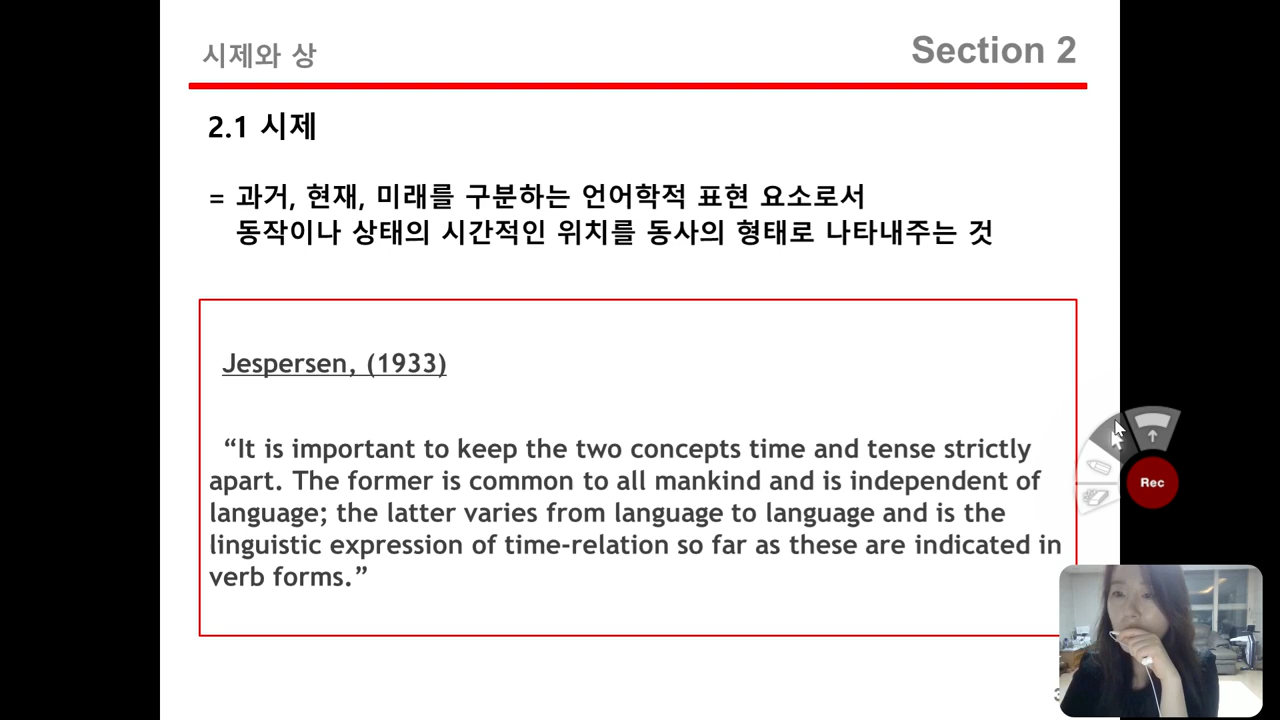 시제와 상
Section 2
2.1 시제
= 과거, 현재, 미래를 구분하는 언어학적 표현 요소로서
동작이나 상태의 시간적인 위치를 동사의 형태로 나타내주는 것
Jespersen, (1933)
“It is important to keep the two concepts time and tense strictly
apart. The former is common to all mankind and is independent of
language; the latter varies from language to language and is the
linguistic expression of time-relation so far as these are indicated in
verb forms.”
Rec